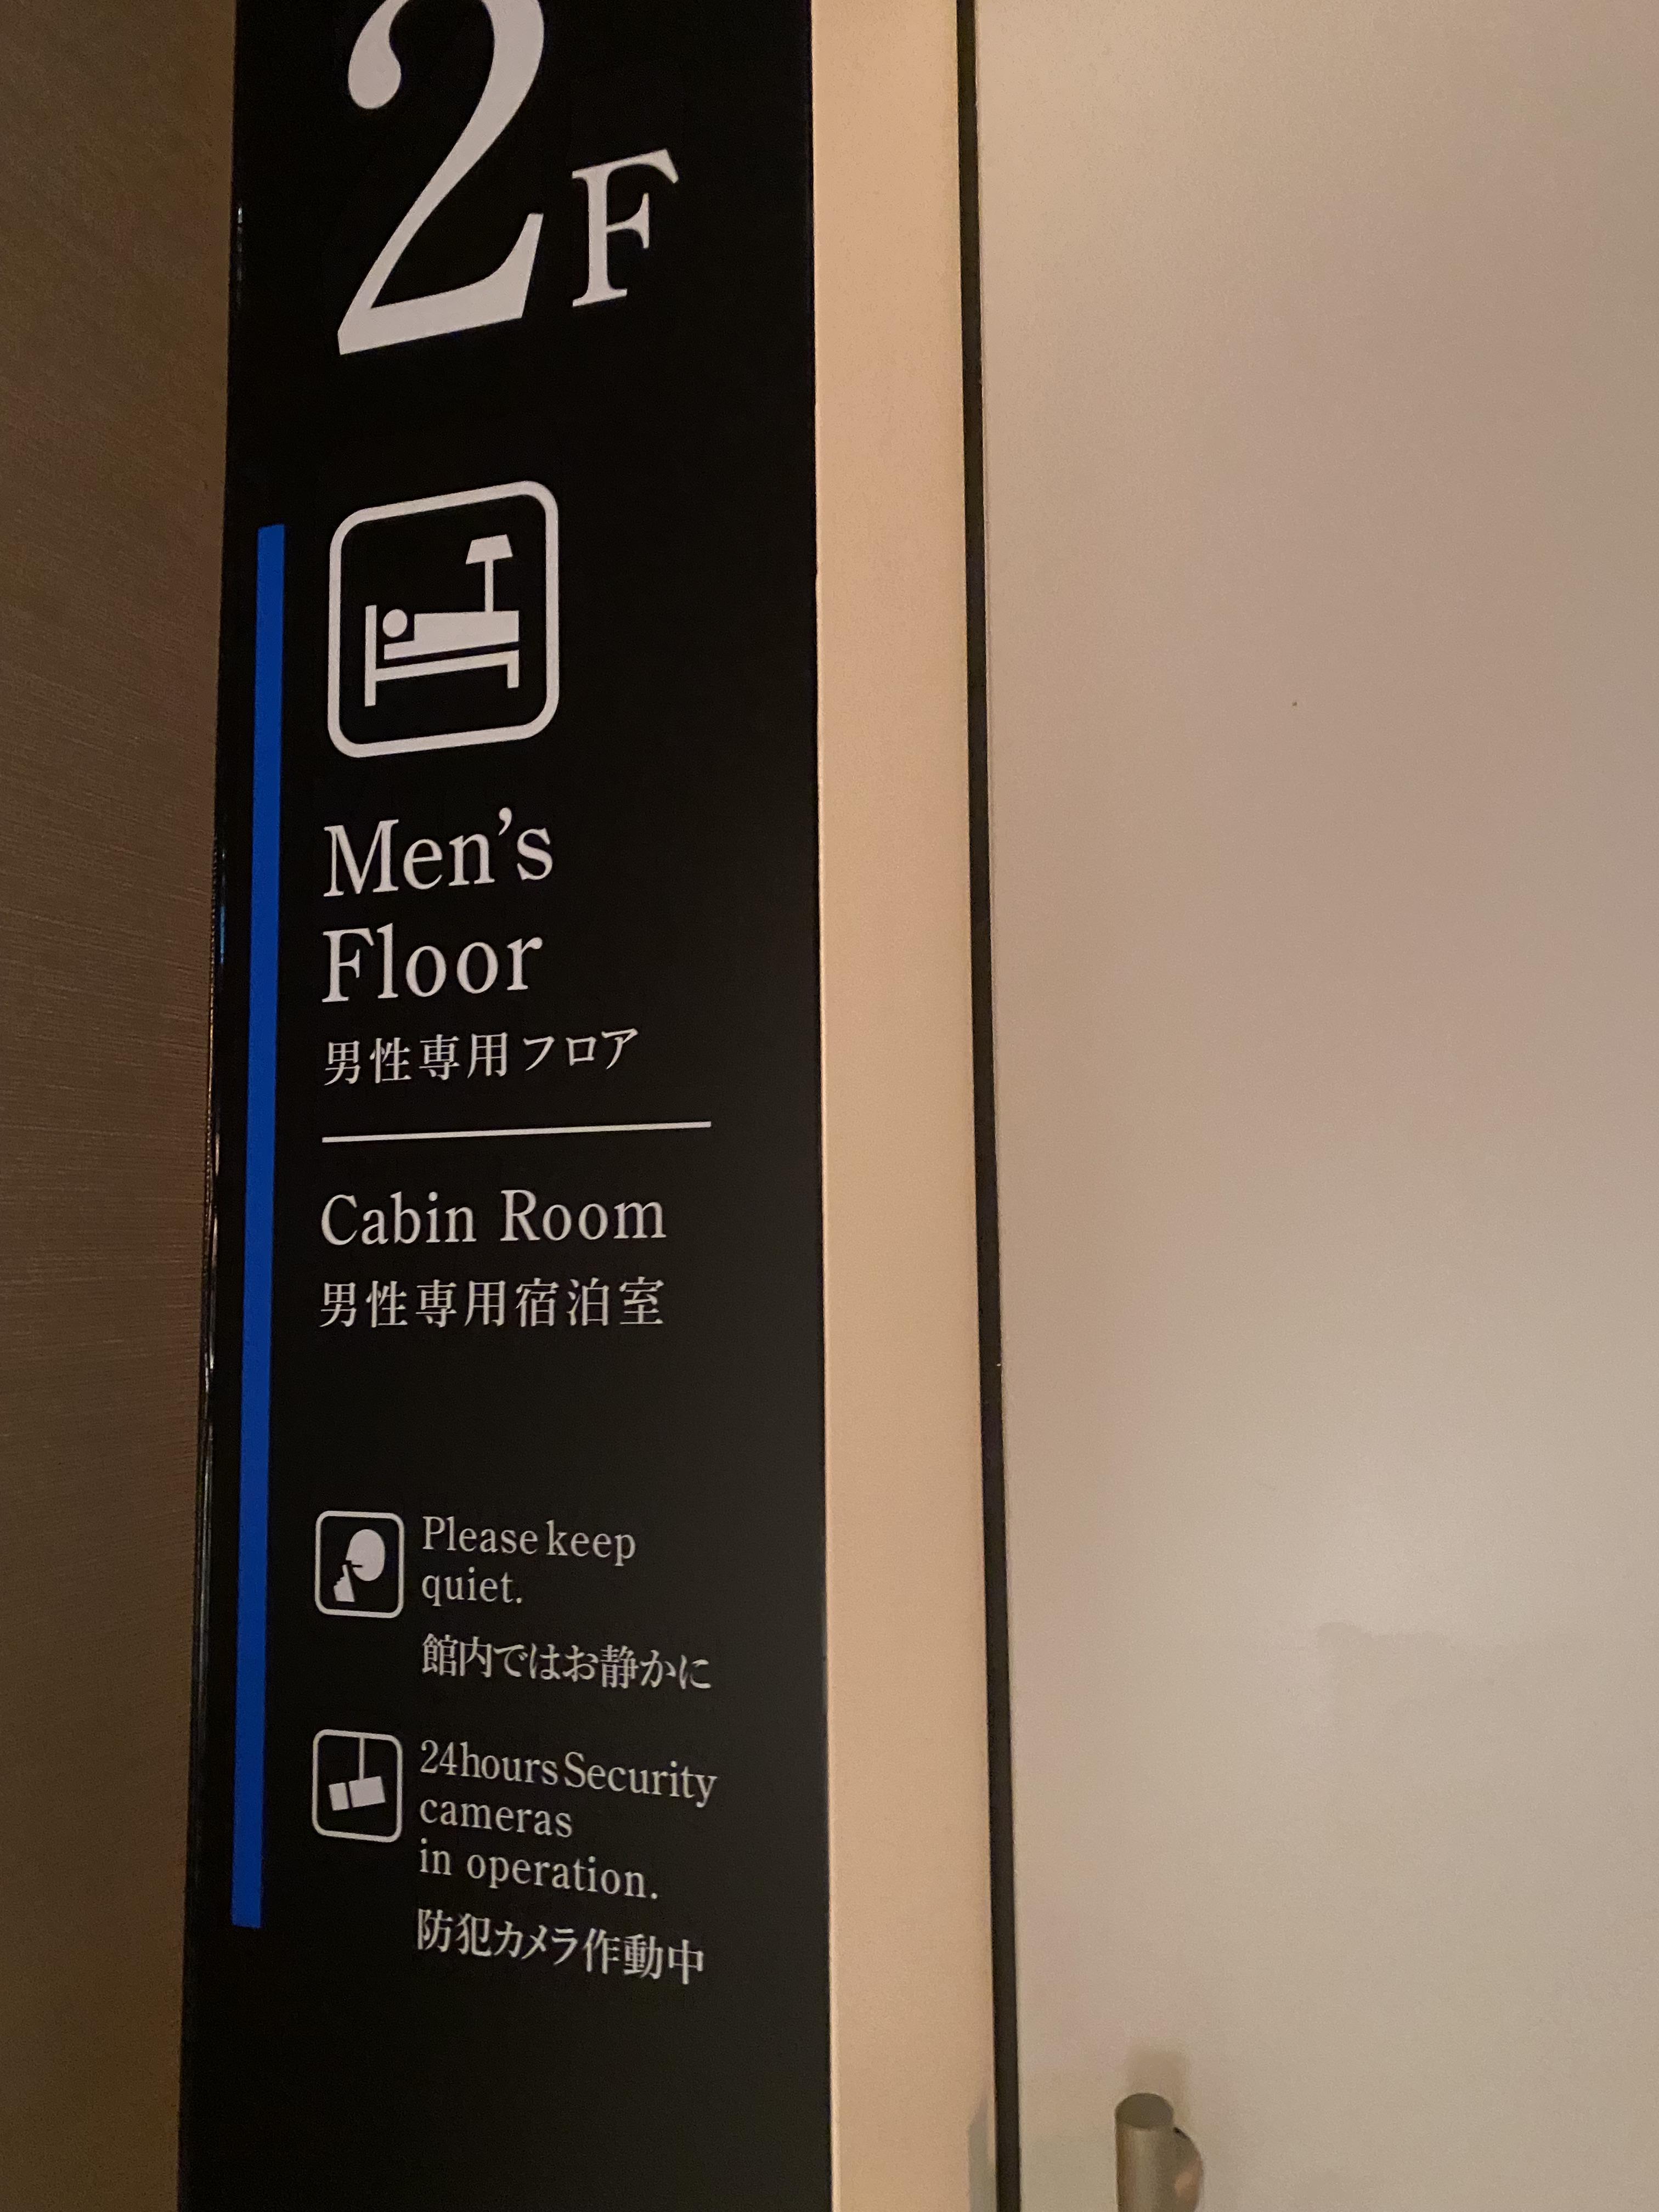 2F
Men's
Floor
男性専用フロア
Cabin Room
男性専用宿泊室
Please keep
quiet.
館内ではお静かに
24hours Security
cameras
in operation.
防犯カメラ作動中